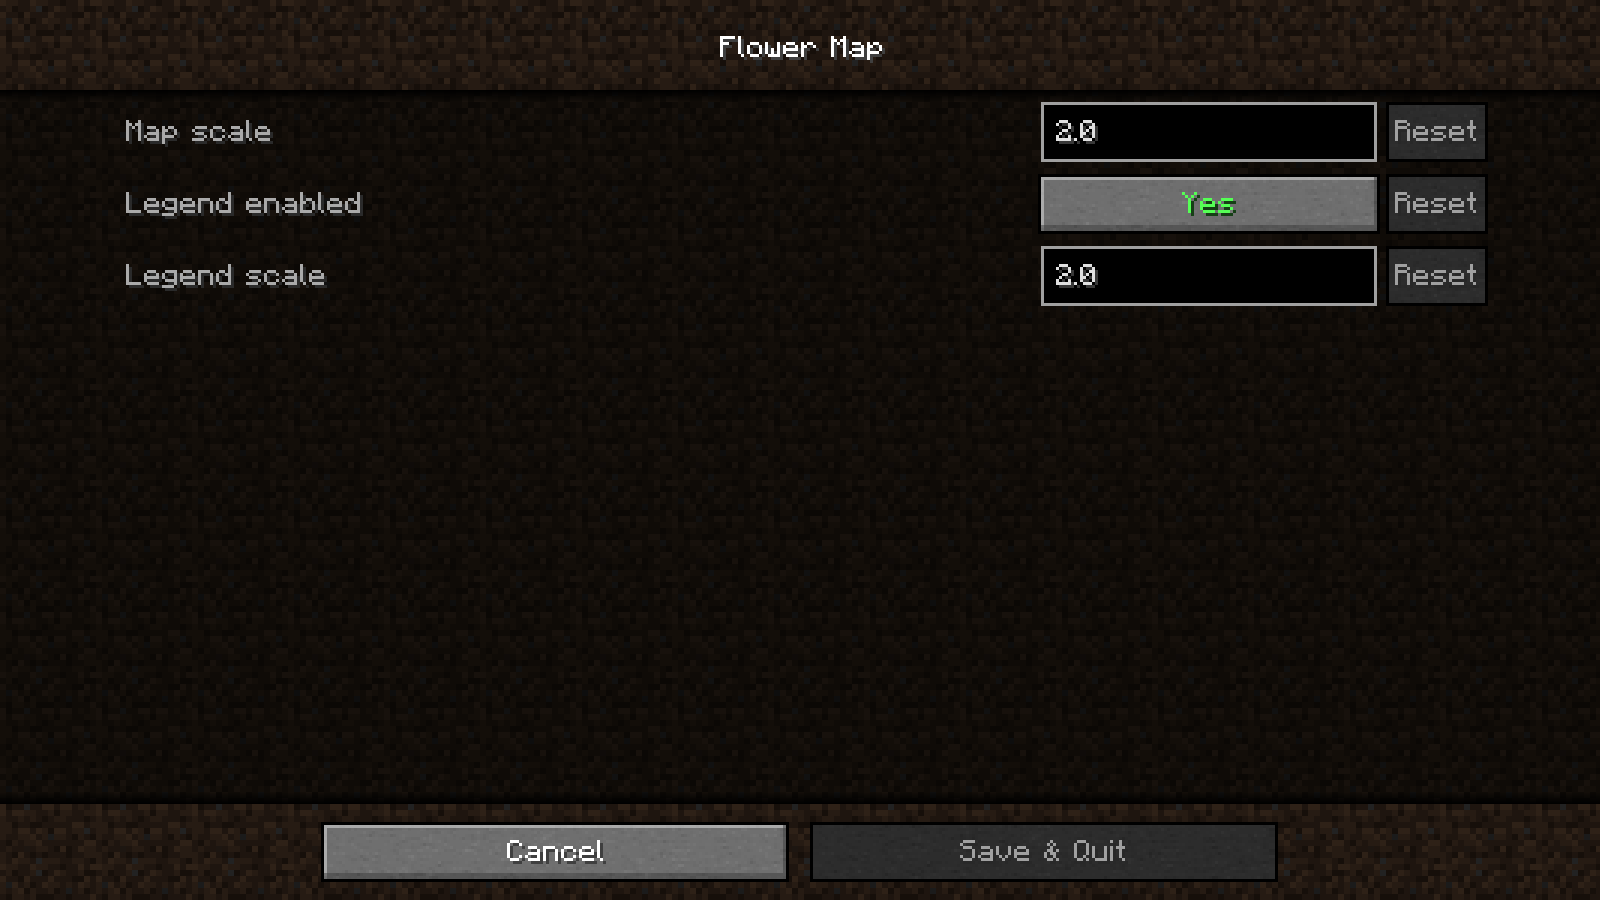 Flower Map
Map scale 2.0 Reset
Legend enabled Yes Reset
Legend scale 2.0 Reset
Cancel Save & Quit